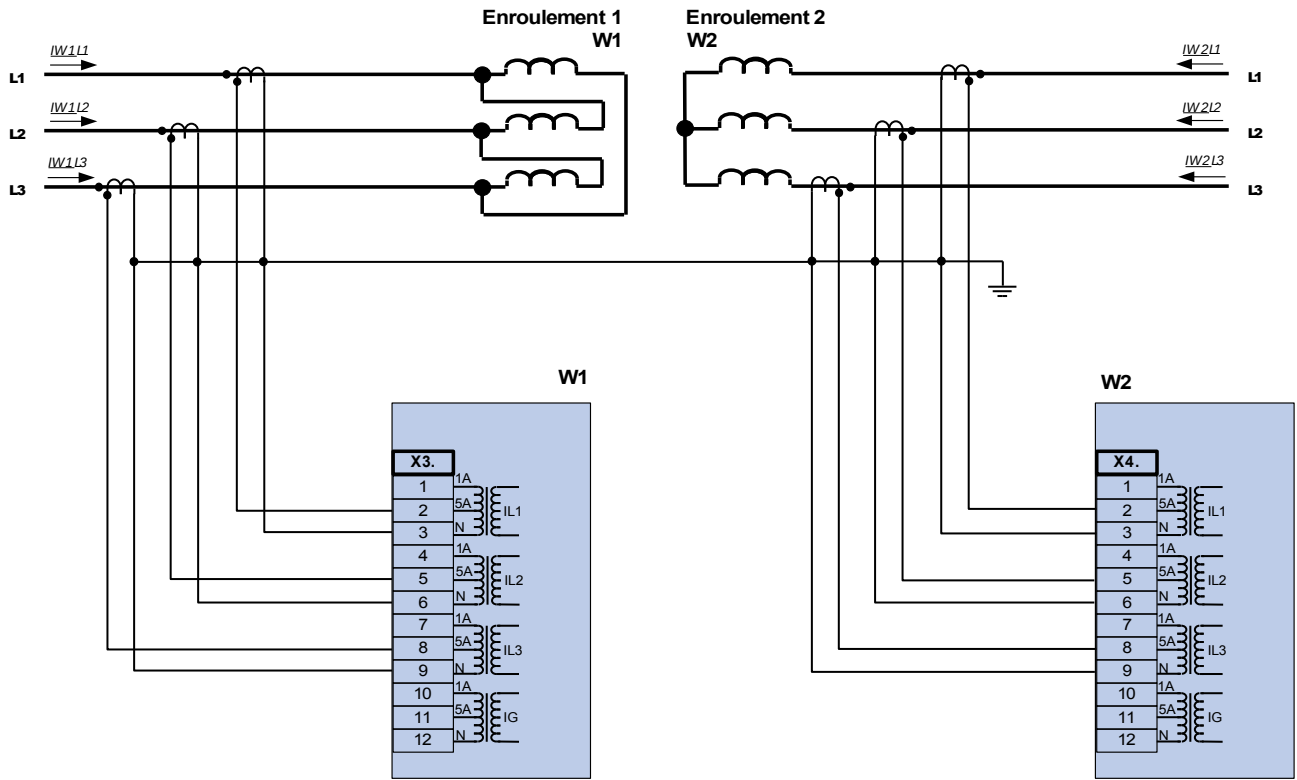 Enroulement 1
W1
Enroulement 2
W2
IW1L1
L1
IW1L2
L2
IW1L3
L3
IW2L1
L1
IW2L2
L2
IW2L3
L3
W1
X3.
1 1A
2 5A IL1
3 N
4 1A
5 5A IL2
6 N
7 1A
8 5A IL3
9 N
10 1A
11 5A IG
12 N
W2
X4.
1 1A
2 5A IL1
3 N
4 1A
5 5A IL2
6 N
7 1A
8 5A IL3
9 N
10 1A
11 5A IG
12 N